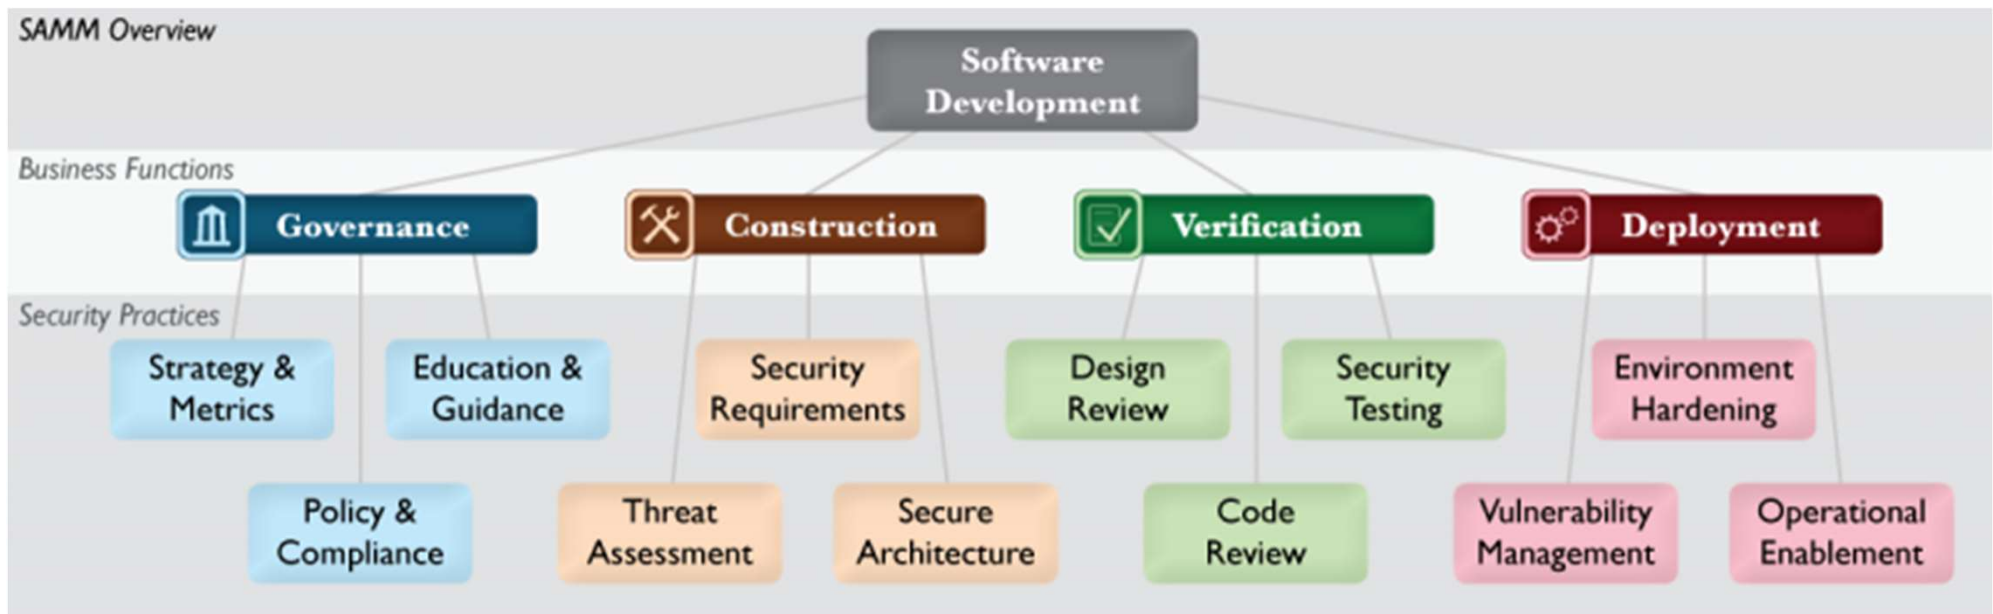 SAMM Overview
Software
Development
Business Functions
Governance
Construction
Verification
Deployment
Security Practices
Strategy &
Metrics
Education &
Guidance
Security
Requirements
Design
Review
Security
Testing
Environment
Hardening
Policy &
Compliance
Threat
Assessment
Secure
Architecture
Code
Review
Vulnerability
Management
Operational
Enablement